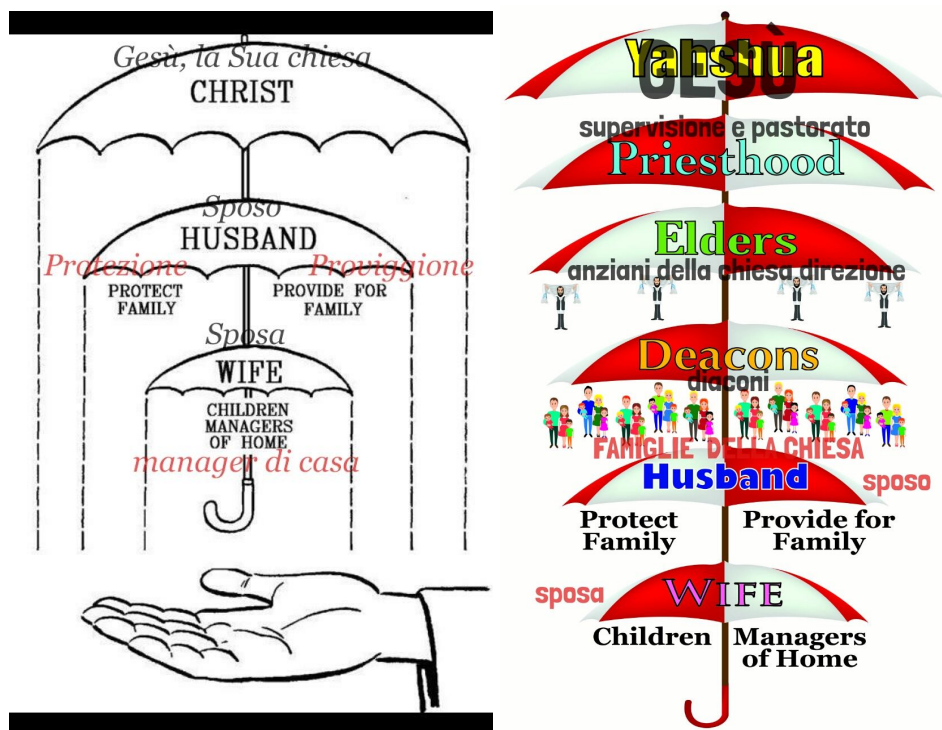 Gesù, la Sua chiesa
CHRIST
Sposo
HUSBAND
Protezione
Proviggione
PROTECT
FAMILY
PROVIDE FOR
FAMILY
Sposa
WIFE
CHILDREN
MANAGERS
OF HOME
manager di casa
Yahshua
GESÙ
supervisione e pastorato
Priesthood
Elders
anziani della chiesa direzione
Deacons
diaconi
FAMIGLIE DELLA CHIESA
Husband
sposo
Protect
Family
Provide for
Family
sposa
WIFE
Children
Managers
of Home